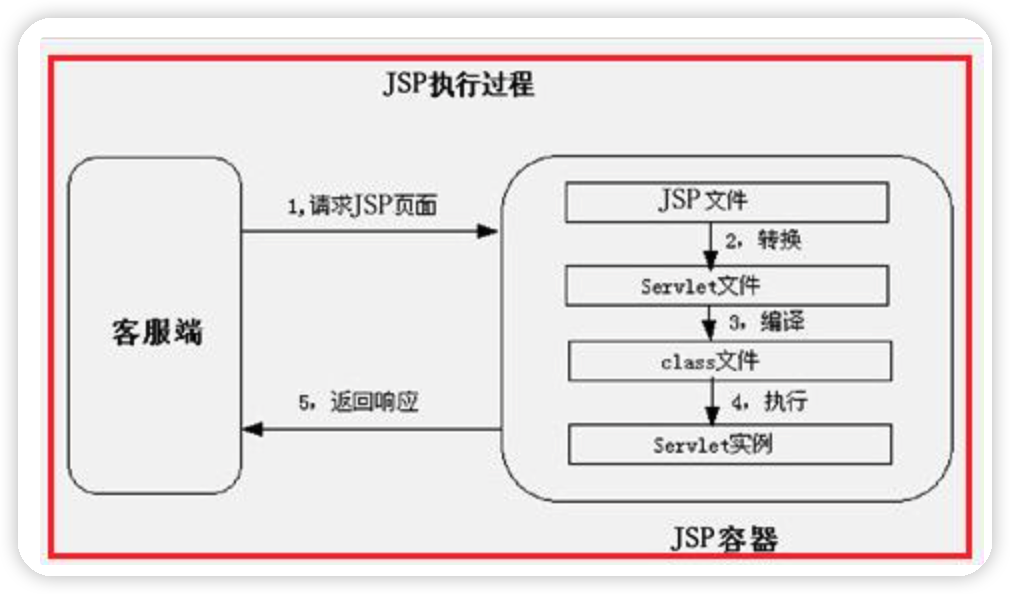 JSP执行过程
1,请求JSP页面
JSP文件
2，转换
Servlet文件
3，编译
客服端
class文件
5，返回响应
4，执行
Servlet实例
JSP容器